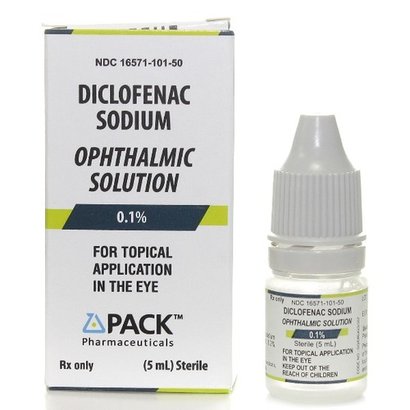 NDC 16571-101-50
DICLOFENAC
SODIUM
OPHTHALMIC
SOLUTION
0.1%
FOR TOPICAL
APPLICATION
IN THE EYE
PACK™
Pharmaceuticals
Rx only (5 mL) Sterile
Rx only
NDC 16571-101-50
DICLOFENAC SODIUM
OPHTHALMIC SOLUTION
0.1%
Sterile (5 mL)
FOR TOPICAL APPLICATION
IN THE EYE
KEEP OUT OF THE
REACH OF CHILDREN